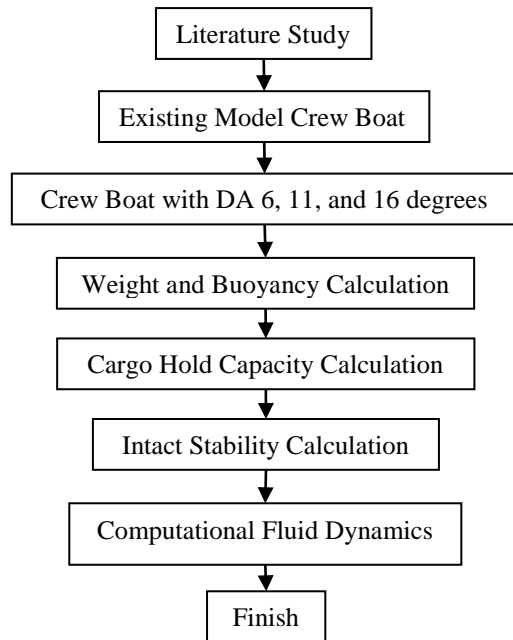 Literature Study
Existing Model Crew Boat
Crew Boat with DA 6, 11, and 16 degrees
Weight and Buoyancy Calculation
Cargo Hold Capacity Calculation
Intact Stability Calculation
Computational Fluid Dynamics
Finish